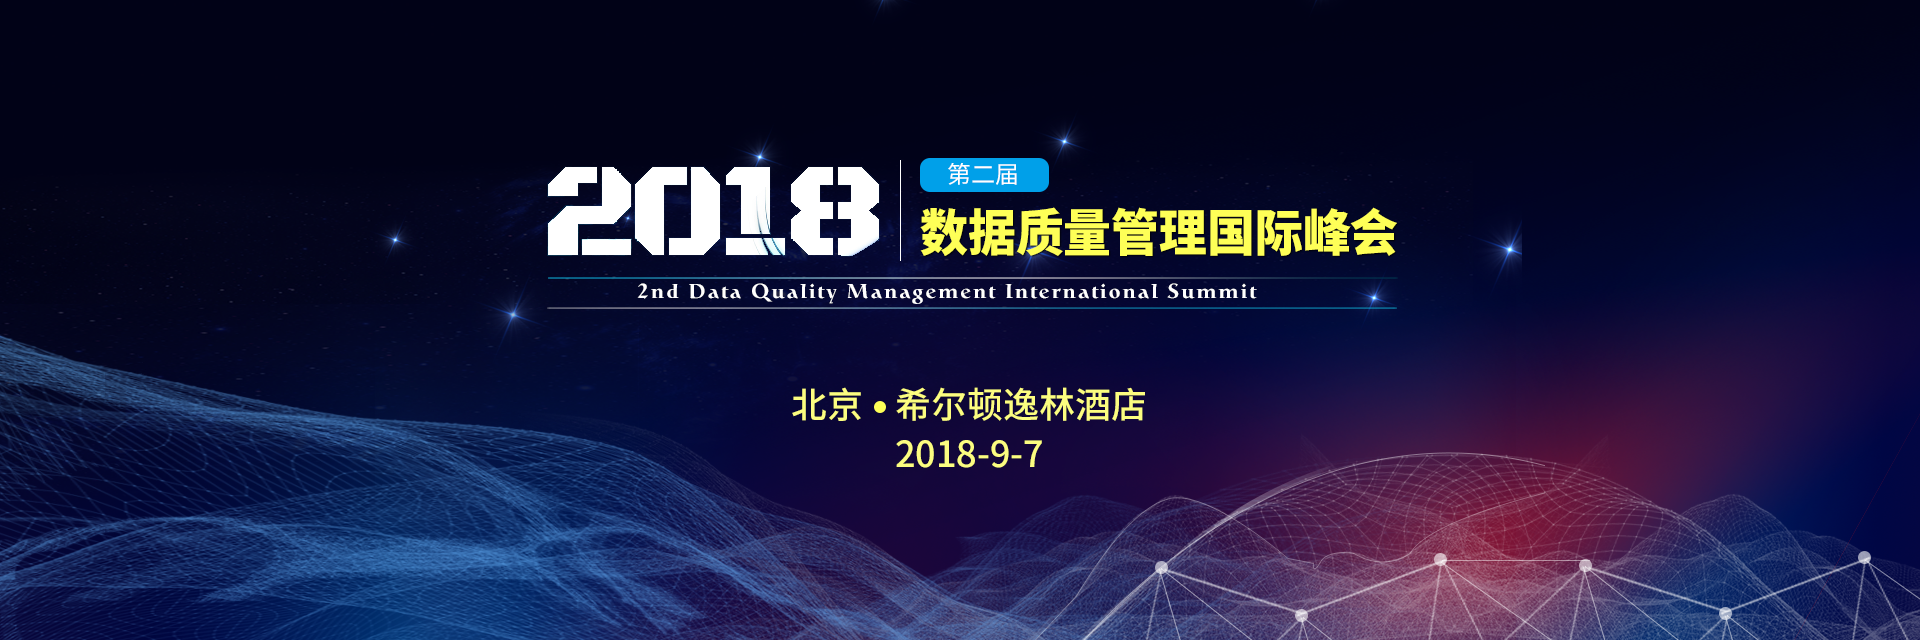 2018
第二届
数据质量管理国际峰会
2nd Data Quality Management International Summit
北京•希尔顿逸林酒店
2018-9-7